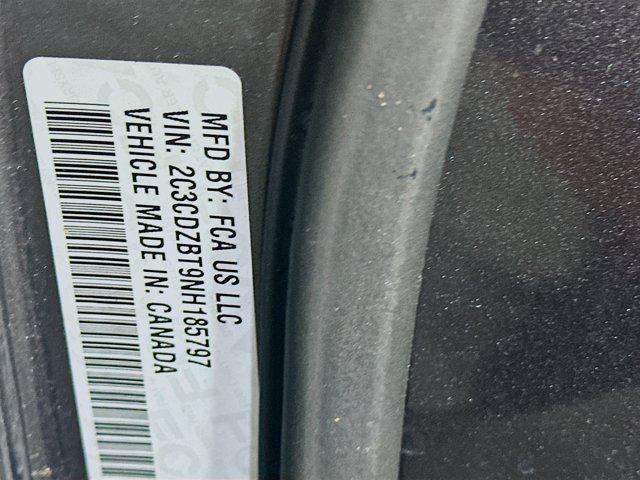 MFD BY: FCA US LLC
VIN: 2C3CDZBT9NH185797
VEHICLE MADE IN: CANADA